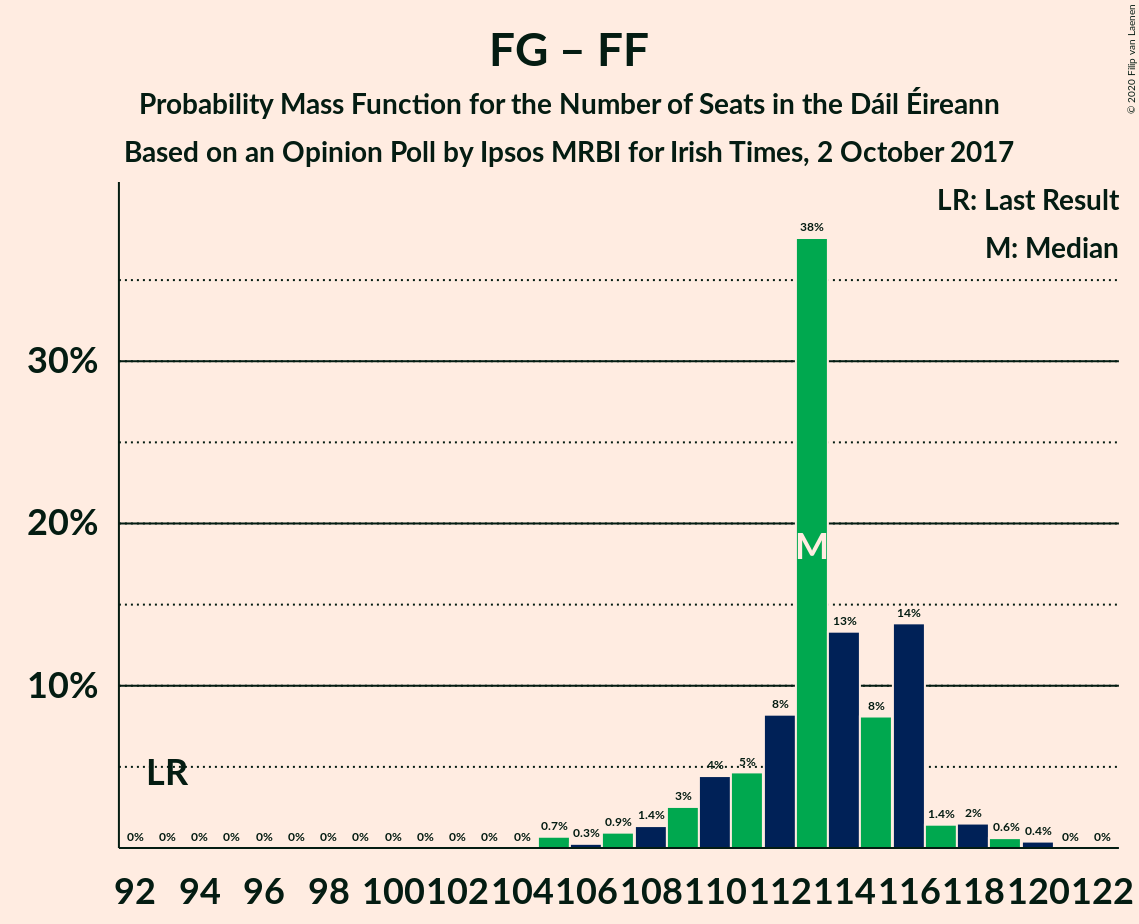 FG – FF
Probability Mass Function for the Number of Seats in the Dáil Éireann
Based on an Opinion Poll by Ipsos MRBI for Irish Times, 2 October 2017
© 2020 Filip van Laenen
LR: Last Result
M: Median
30%
20%
10%
LR
M
0% 0% 0% 0% 0% 0% 0% 0% 0% 0% 0% 0% 0% 0.7% 0.3% 0.9% 1.4% 3% 4% 5% 8% 38% 13% 8% 14% 1.4% 2% 0.6% 0.4% 0% 0%
92 94 96 98 100 102 104 106 108 110 112 114 116 118 120 122